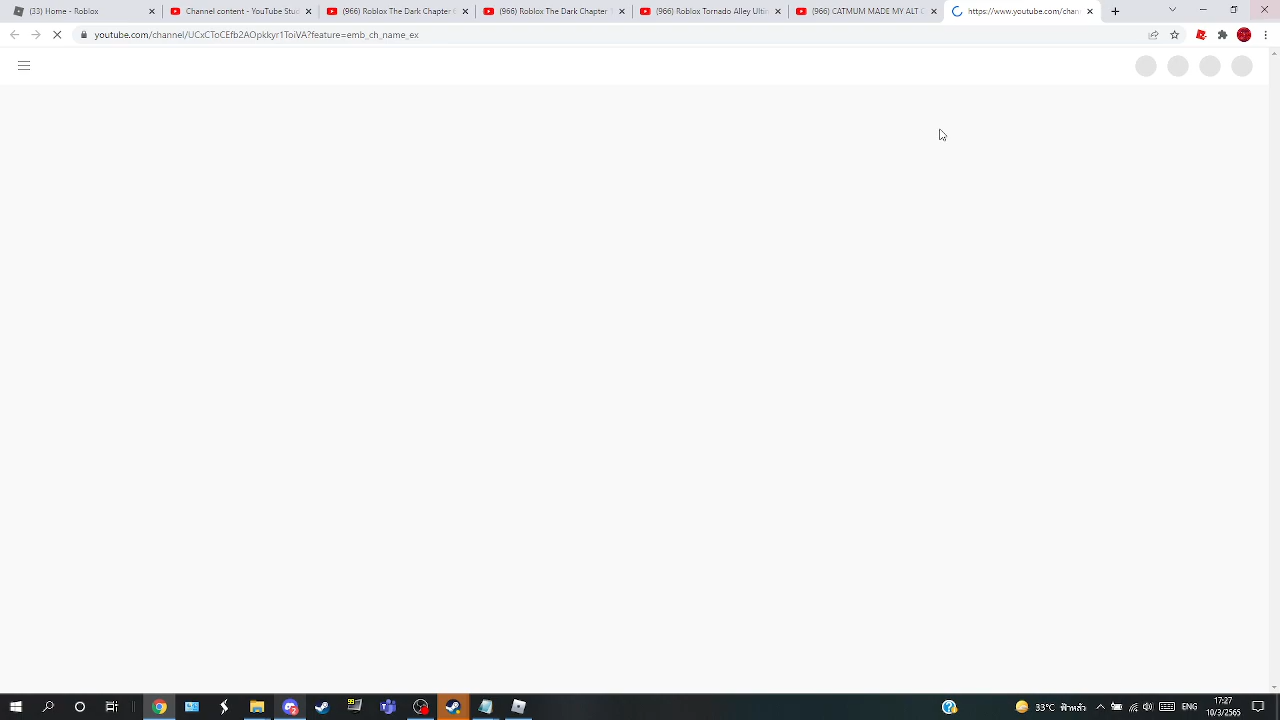 (33) Home - Roblox
Channel content - YouTube Stud
(966) Roblox The Dark Chapter
(966) Roblox The Dark Chapter
(966) Roblox Tornado Alley Ultim
(966) CATMUM MADE MY ALT
https://www.youtube.com/chan
youtube.com/channel/UCxCToCEfb2AOpkkyr1ToiVA?feature=emb_ch_name_ex
33°C
ENG
17:27
10/3/2565